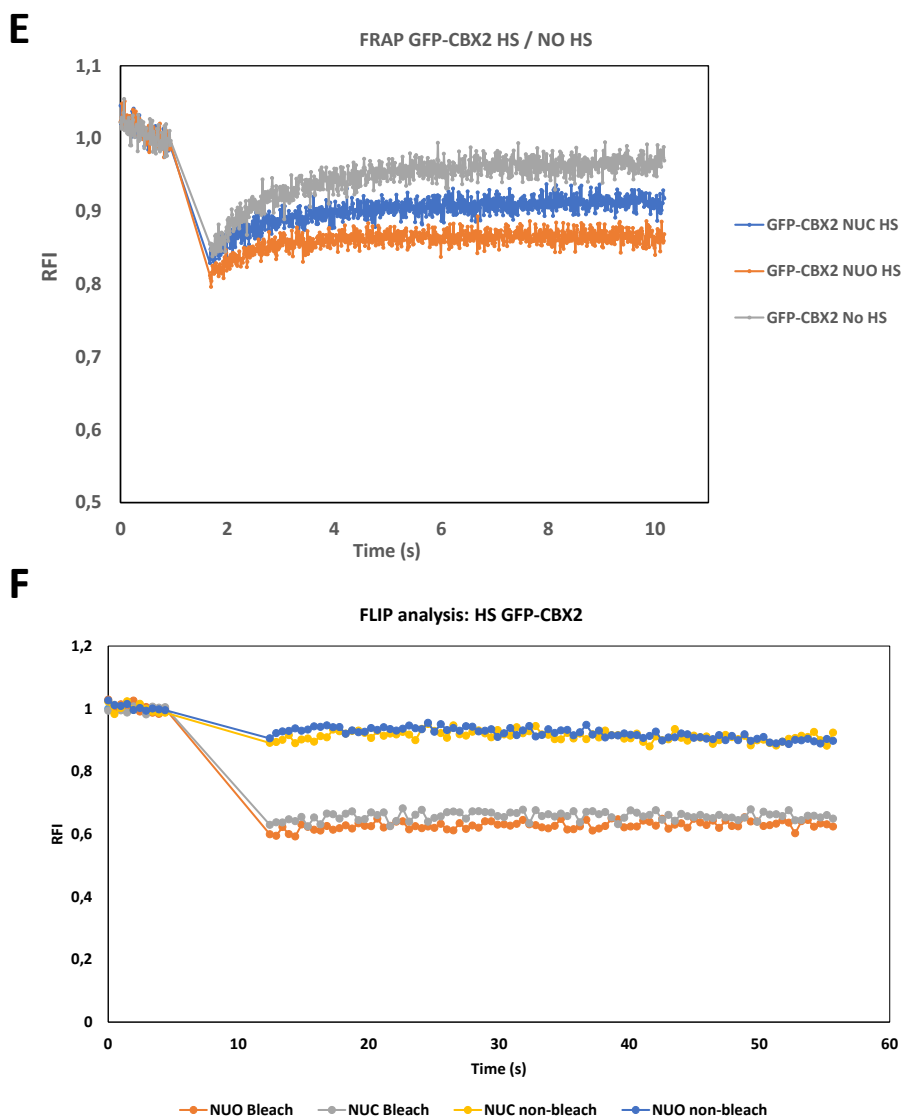 E
FRAP GFP-CBX2 HS / NO HS
1,1
1,0
0,9
0,8
0,7
0,6
0,5
RFI
0 2 4 6 8 10
Time (s)
GFP-CBX2 NUC HS
GFP-CBX2 NUO HS
GFP-CBX2 No HS
F
FLIP analysis: HS GFP-CBX2
1,2
1
0,8
0,6
0,4
0,2
0
RFI
0 10 20 30 40 50 60
Time (s)
NUO Bleach NUC Bleach NUC non-bleach NUO non-bleach